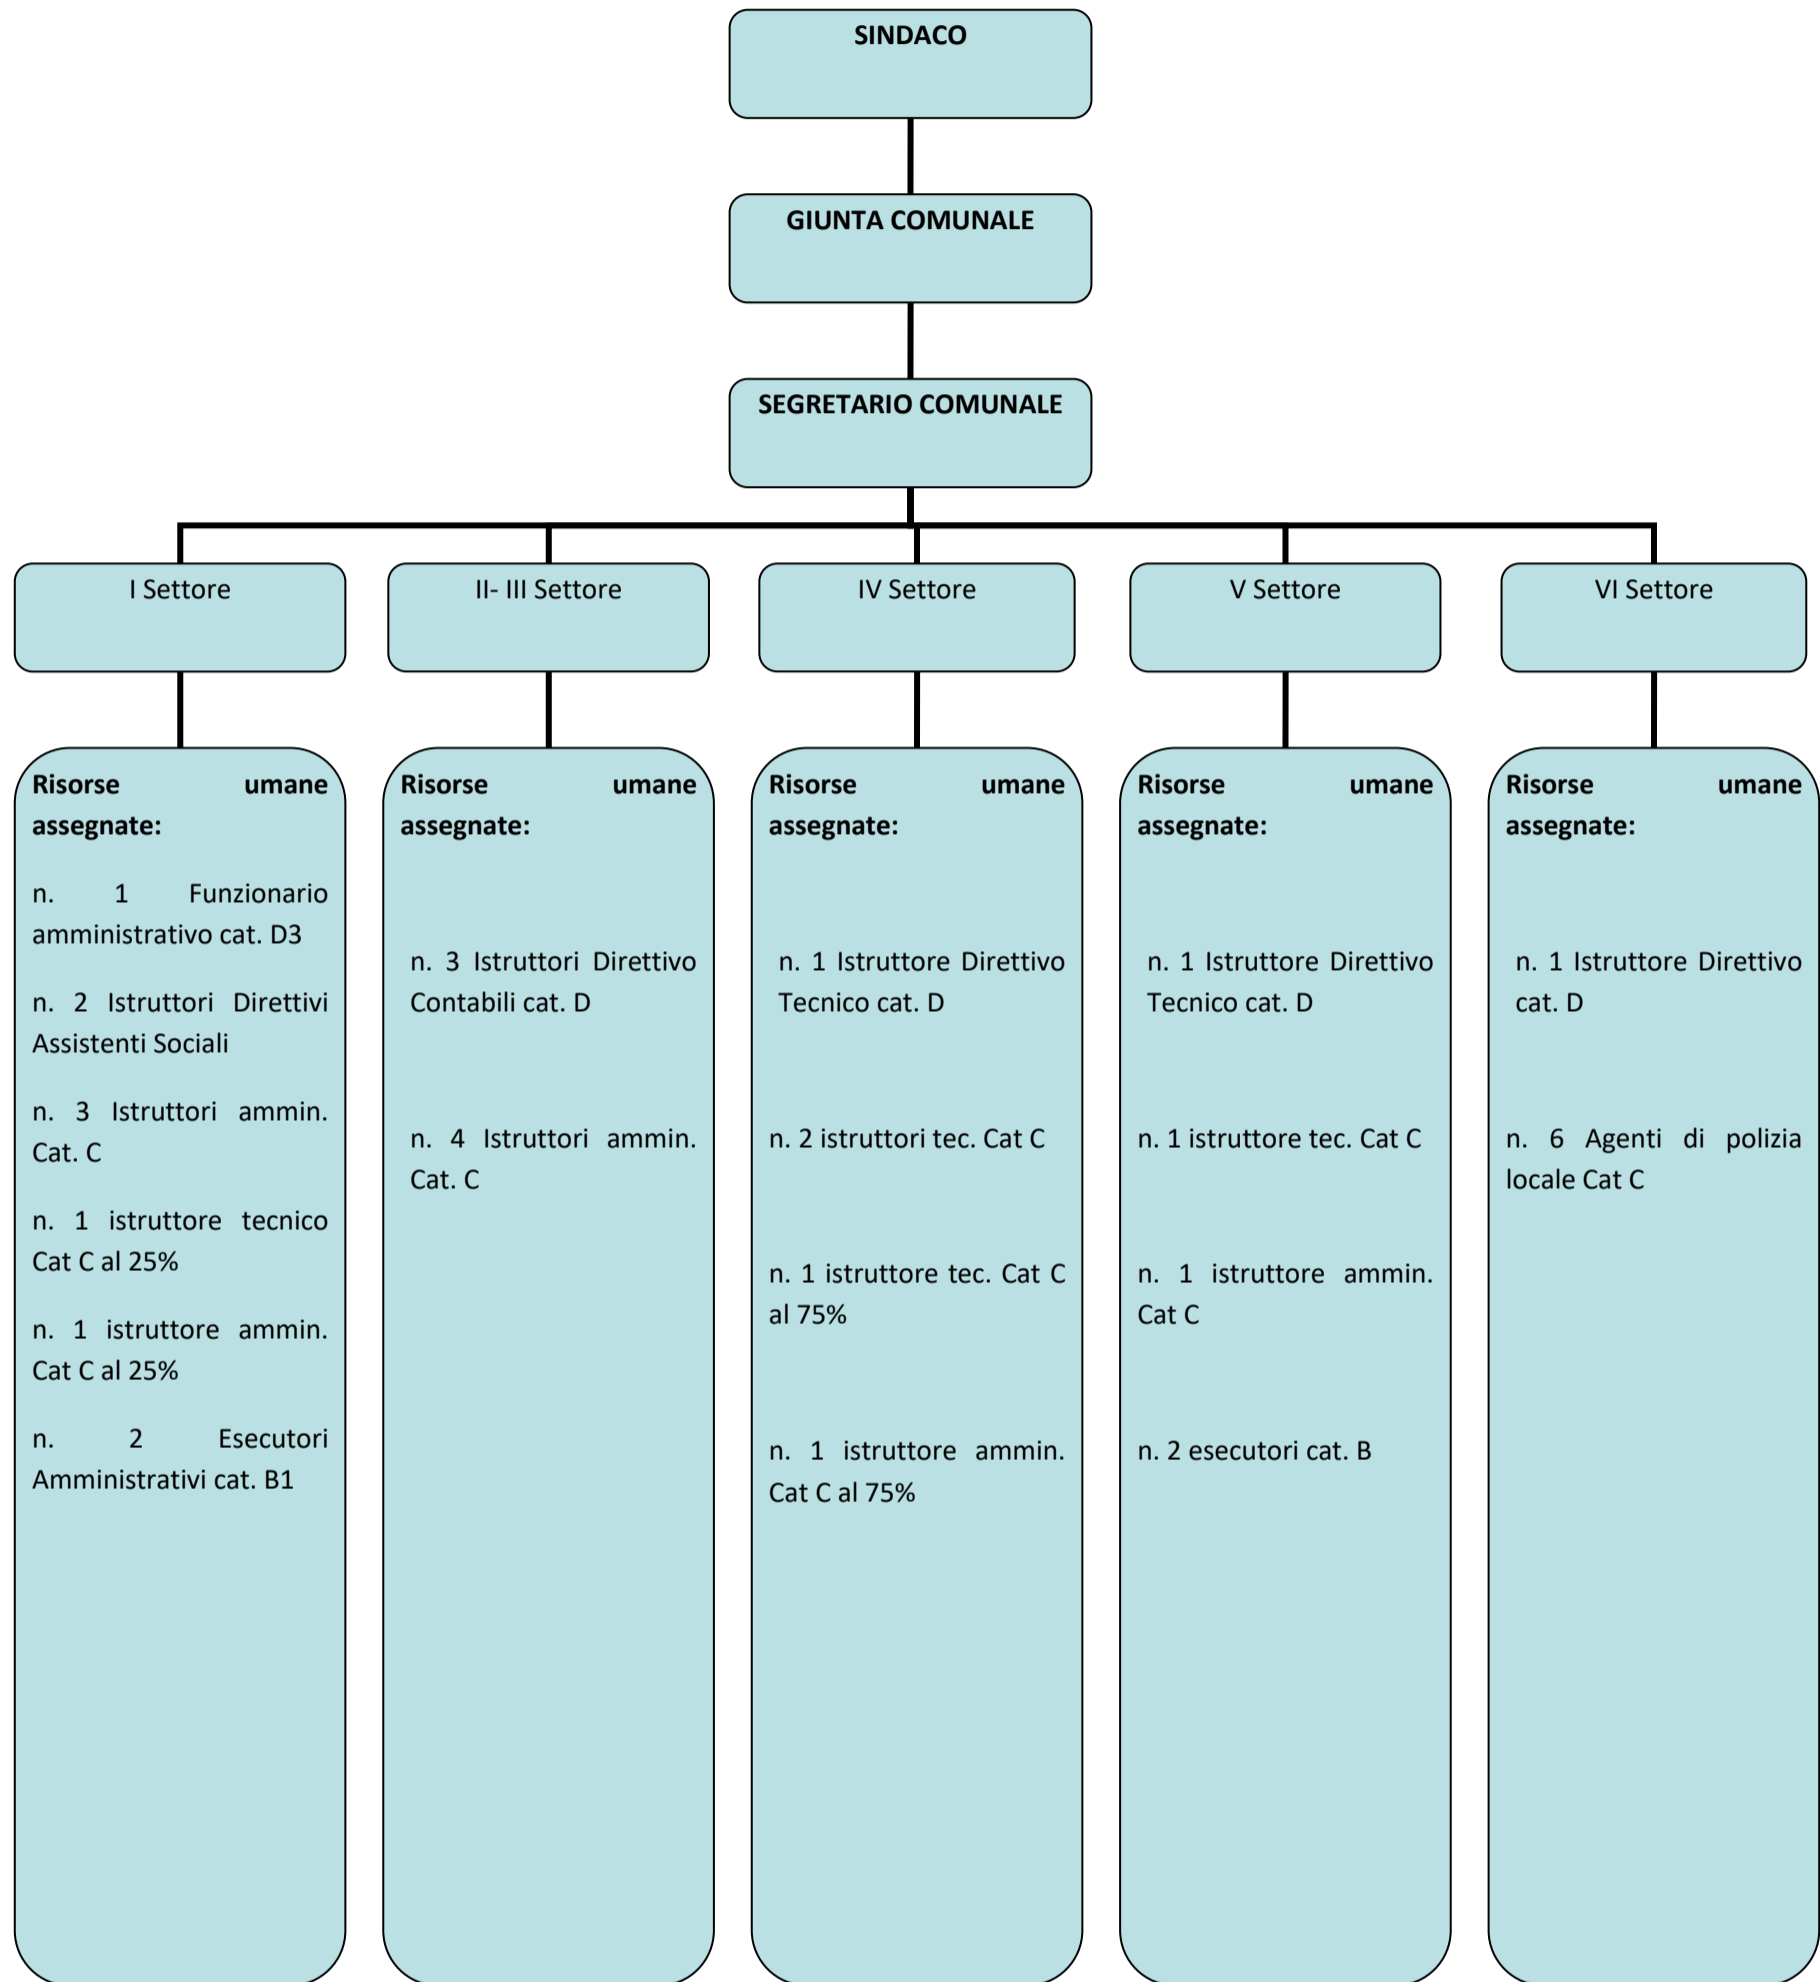 SINDACO
GIUNTA COMUNALE
SEGRETARIO COMUNALE
I Settore
II- III Settore
IV Settore
V Settore
VI Settore
Risorse umane
assegnate:
n. 1 Funzionario
amministrativo cat. D3
n. 2 Istruttori Direttivi
Assistenti Sociali
n. 3 Istruttori ammin.
Cat. C
n. 1 istruttore tecnico
Cat C al 25%
n. 1 istruttore ammin.
Cat C al 25%
n. 2 Esecutori
Amministrativi cat. B1
Risorse umane
assegnate:
n. 3 Istruttori Direttivo
Contabili cat. D
n. 4 Istruttori ammin.
Cat. C
Risorse umane
assegnate:
n. 1 Istruttore Direttivo
Tecnico cat. D
n. 2 istruttori tec. Cat C
n. 1 istruttore tec. Cat C
al 75%
n. 1 istruttore ammin.
Cat C al 75%
Risorse umane
assegnate:
n. 1 Istruttore Direttivo
Tecnico cat. D
n. 1 istruttore tec. Cat C
n. 1 istruttore ammin.
Cat C
n. 2 esecutori cat. B
Risorse umane
assegnate:
n. 1 Istruttore Direttivo
cat. D
n. 6 Agenti di polizia
locale Cat C